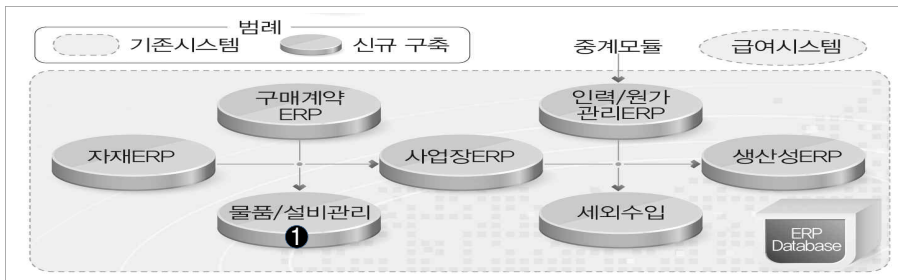 범례
기존시스템
신규 구축
중계모듈
급여시스템
구매계약
ERP
인력/원가
관리ERP
자재ERP
사업장ERP
생산성ERP
물품/설비관리
❶
세외수입
ERP
Database